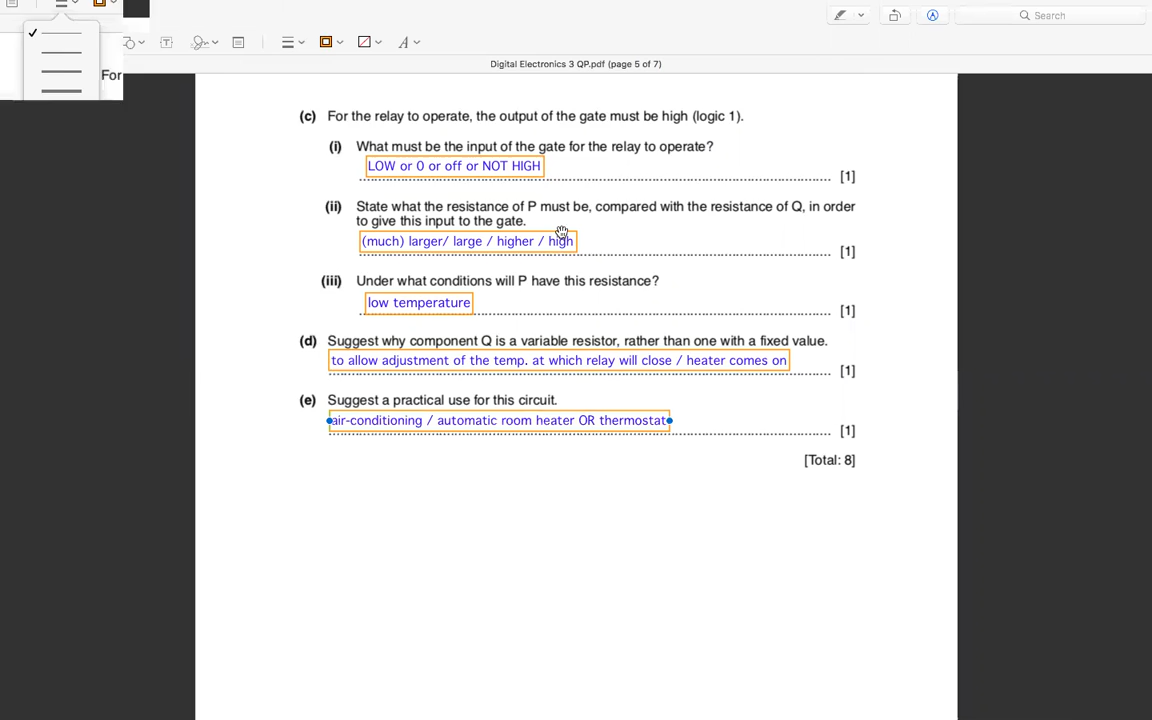 For
Search
Digital Electronics 3 QP.pdf (page 5 of 7)
(c) For the relay to operate, the output of the gate must be high (logic 1).
(i) What must be the input of the gate for the relay to operate?
LOW or 0 or off or NOT HIGH
[1]
(ii) State what the resistance of P must be, compared with the resistance of Q, in order
to give this input to the gate.
(much) larger/ large / higher / high
[1]
(iii) Under what conditions will P have this resistance?
low temperature
[1]
(d) Suggest why component Q is a variable resistor, rather than one with a fixed value.
to allow adjustment of the temp. at which relay will close / heater comes on
[1]
(e) Suggest a practical use for this circuit.
air-conditioning / automatic room heater OR thermostat
[1]
[Total: 8]